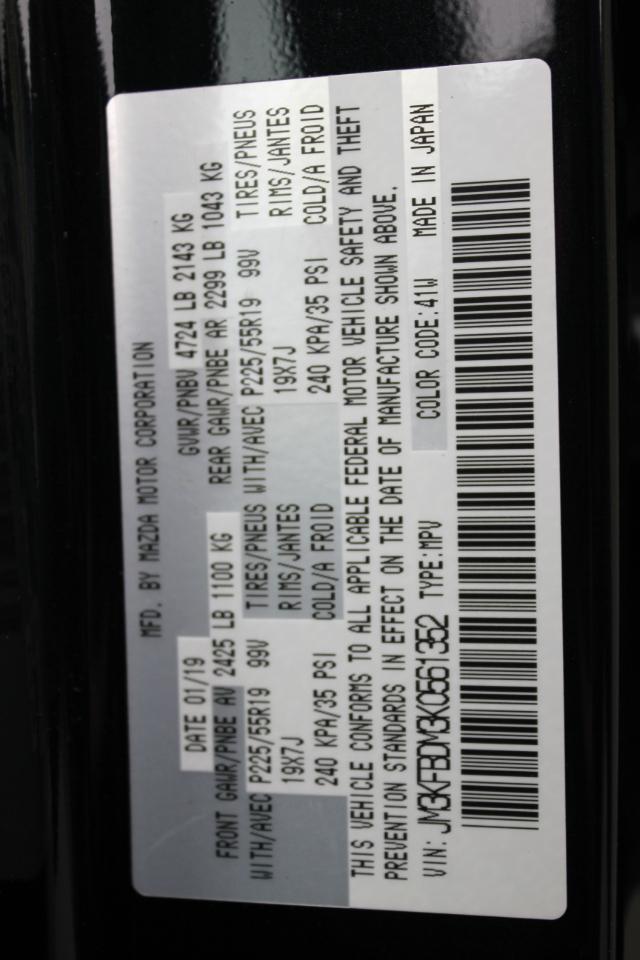 MFD. BY MAZDA MOTOR CORPORATION
DATE 01/19 GVWR/PNBV 4724 LB 2143 KG
FRONT GAWR/PNBE AV 2425 LB 1100 KG REAR GAWR/PNBE AR 2299 LB 1043 KG
WITH/AVEC P225/55R19 99V TIRES/PNEUS WITH/AVEC P225/55R19 99V TIRES/PNEUS
19X7J RIMS/JANTES 19X7J RIMS/JANTES
240 KPA/35 PSI COLD/A FROID 240 KPA/35 PSI COLD/A FROID
THIS VEHICLE CONFORMS TO ALL APPLICABLE FEDERAL MOTOR VEHICLE SAFETY AND THEFT
PREVENTION STANDARDS IN EFFECT ON THE DATE OF MANUFACTURE SHOWN ABOVE.
VIN: JM3KFBDM3K0561352 TYPE:MPV COLOR CODE:41W MADE IN JAPAN